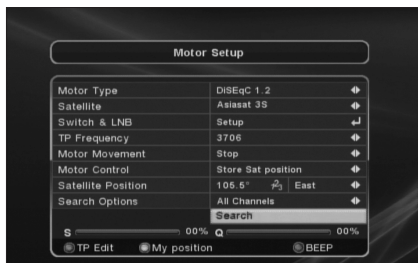 Motor Setup
Motor Type DiSEqC 1.2
Satellite Asiasat 3S
Switch & LNB Setup
TP Frequency 3706
Motor Movement Stop
Motor Control Store Sat position
Satellite Position 105.5° East
Search Options All Channels
Search
S 00% Q 00%
TP Edit My position BEEP